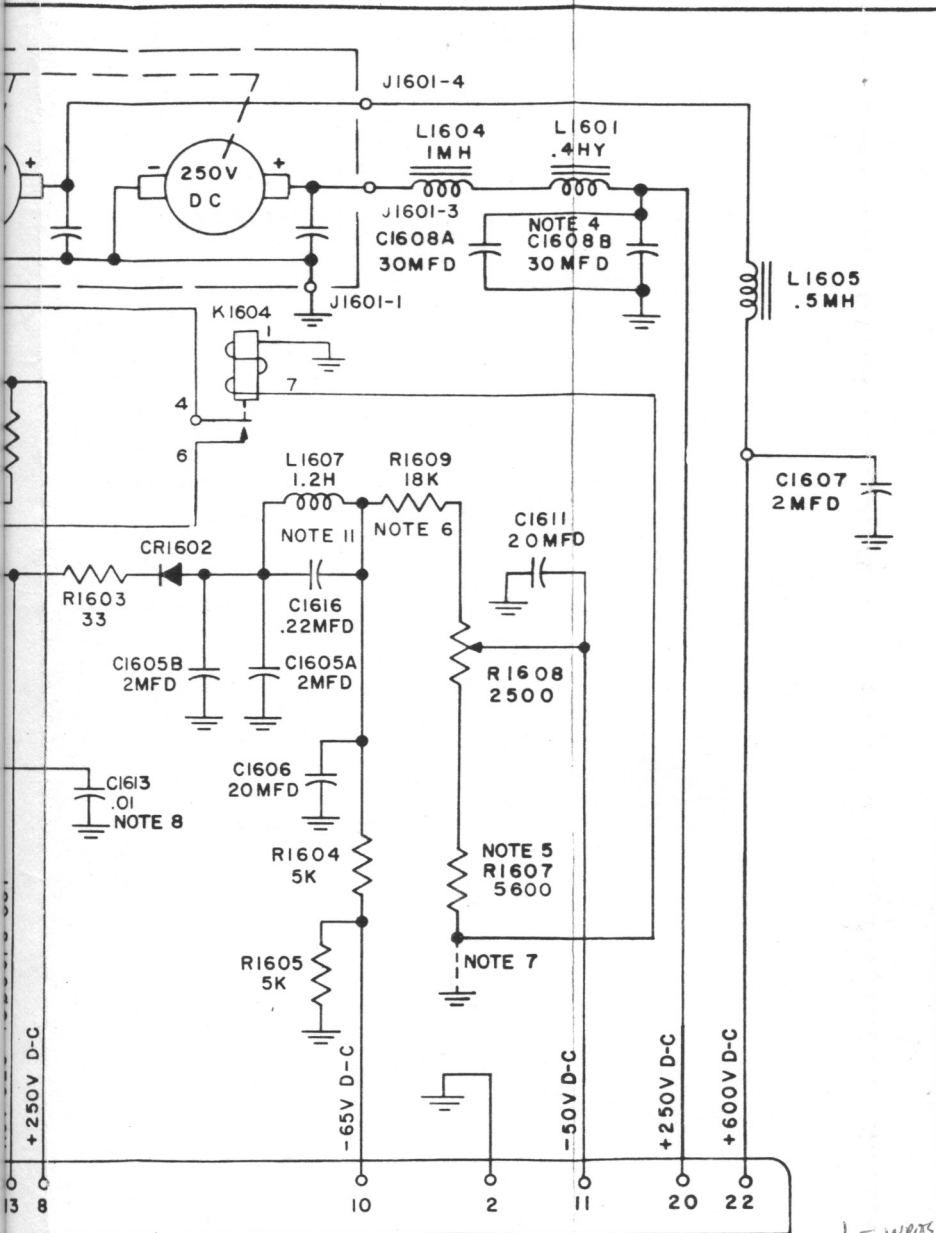 J1601-4
L1604
1MH
L1601
.4HY
+
−
250V
DC
+
J1601-3
C1608A
30MFD
NOTE 4
C1608B
30MFD
L1605
.5MH
J1601-1
K1604
1
7
4
6
L1607
1.2H
R1609
18K
NOTE 11
NOTE 6
C1607
2MFD
C1611
20MFD
CR1602
R1603
33
C1616
.22MFD
C1605B
2MFD
C1605A
2MFD
R1608
2500
C1606
20MFD
C1613
.01
NOTE 8
R1604
5K
NOTE 5
R1607
5600
R1605
5K
NOTE 7
+250V D-C
-65V D-C
-50V D-C
+250V D-C
+600V D-C
13
8
10
2
11
20
22